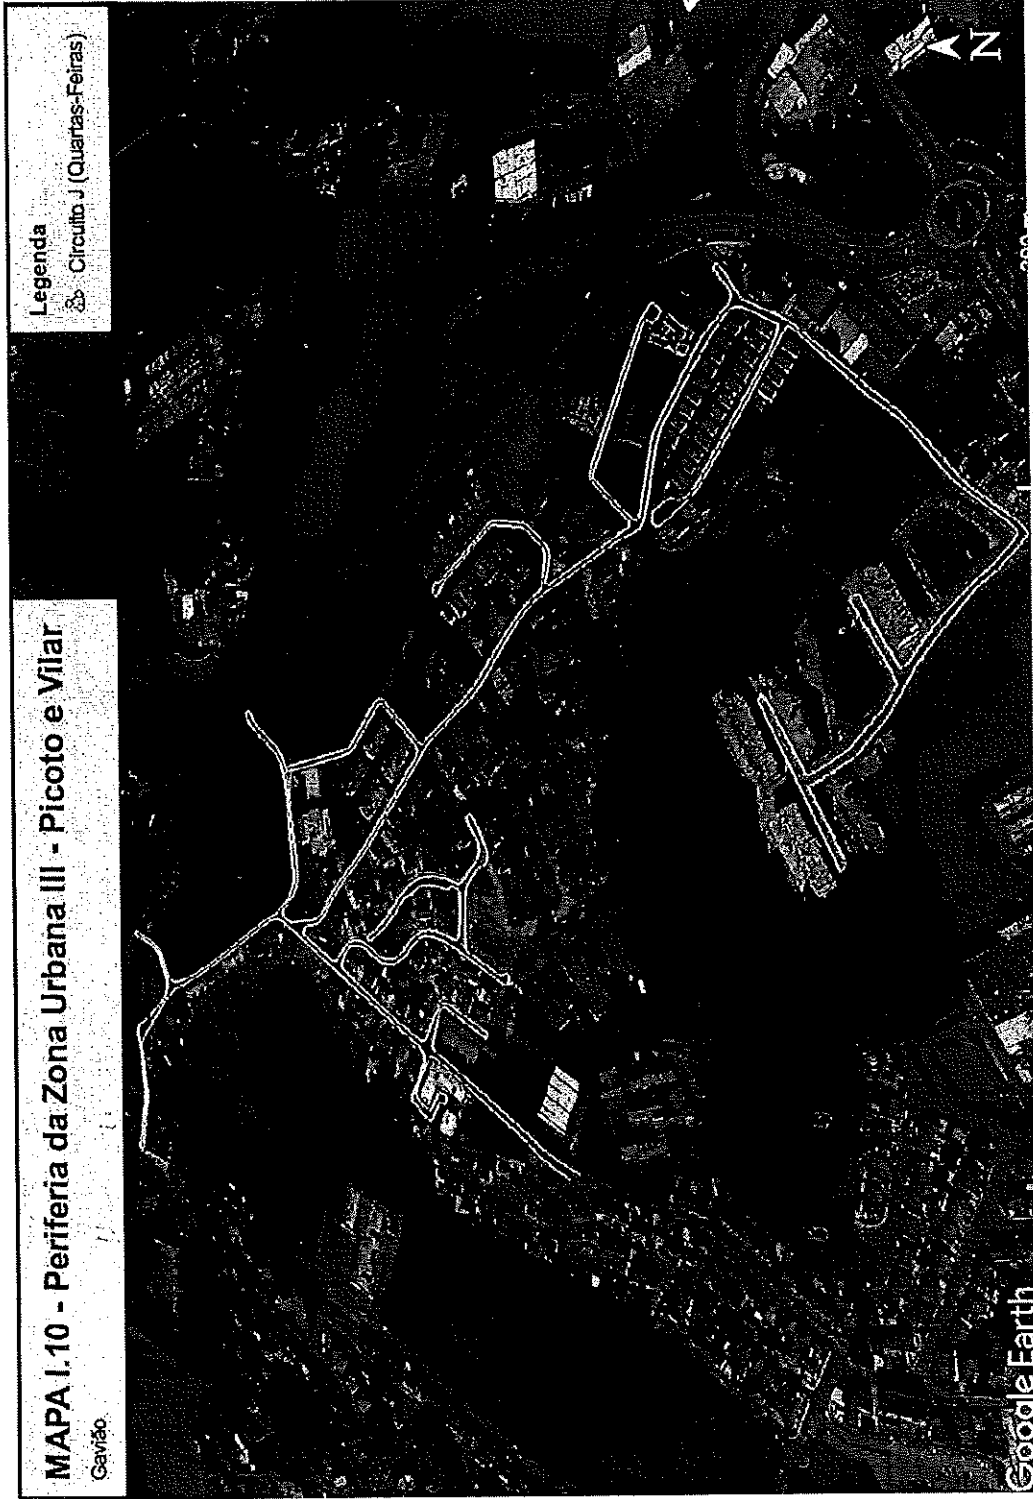 MAPA I.10 - Periferia da Zona Urbana III - Picoto e Vilar
Gavião
Legenda
Circuito J (Quartas-Feiras)
N
Google Earth